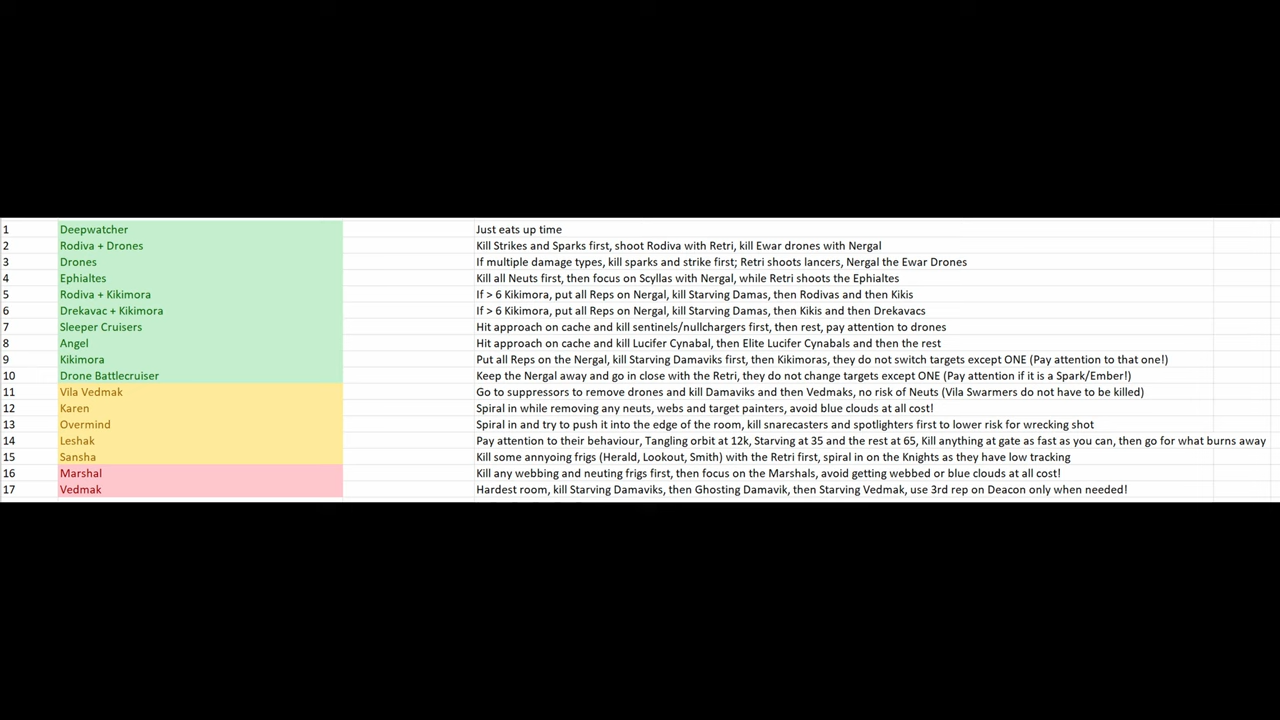 1 Deepwatcher Just eats up time
2 Rodiva + Drones Kill Strikes and Sparks first, shoot Rodiva with Retri, kill Ewar drones with Nergal
3 Drones If multiple damage types, kill sparks and strike first; Retri shoots lancers, Nergal the Ewar Drones
4 Ephialtes Kill all Neuts first, then focus on Scyllas with Nergal, while Retri shoots the Ephialtes
5 Rodiva + Kikimora If > 6 Kikimora, put all Reps on Nergal, kill Starving Damas, then Rodivas and then Kikis
6 Drekavac + Kikimora If > 6 Kikimora, put all Reps on Nergal, kill Starving Damas, then Kikis and then Drekavacs
7 Sleeper Cruisers Hit approach on cache and kill sentinels/nullchargers first, then rest, pay attention to drones
8 Angel Hit approach on cache and kill Lucifer Cynabal, then Elite Lucifer Cynabals and then the rest
9 Kikimora Put all Reps on the Nergal, kill Starving Damaviks first, then Kikimoras, they do not switch targets except ONE (Pay attention to that one!)
10 Drone Battlecruiser Keep the Nergal away and go in close with the Retri, they do not change targets except ONE (Pay attention if it is a Spark/Ember!)
11 Vila Vedmak Go to suppressors to remove drones and kill Damaviks and then Vedmaks, no risk of Neuts (Vila Swarmers do not have to be killed)
12 Karen Spiral in while removing any neuts, webs and target painters, avoid blue clouds at all cost!
13 Overmind Spiral in and try to push it into the edge of the room, kill snarecasters and spotlighters first to lower risk for wrecking shot
14 Leshak Pay attention to their behaviour, Tangling orbit at 12k, Starving at 35 and the rest at 65, Kill anything at gate as fast as you can, then go for what burns away
15 Sansha Kill some annyoing frigs (Herald, Lookout, Smith) with the Retri first, spiral in on the Knights as they have low tracking
16 Marshal Kill any webbing and neuting frigs first, then focus on the Marshals, avoid getting webbed or blue clouds at all cost!
17 Vedmak Hardest room, kill Starving Damaviks, then Ghosting Damavik, then Starving Vedmak, use 3rd rep on Deacon only when needed!